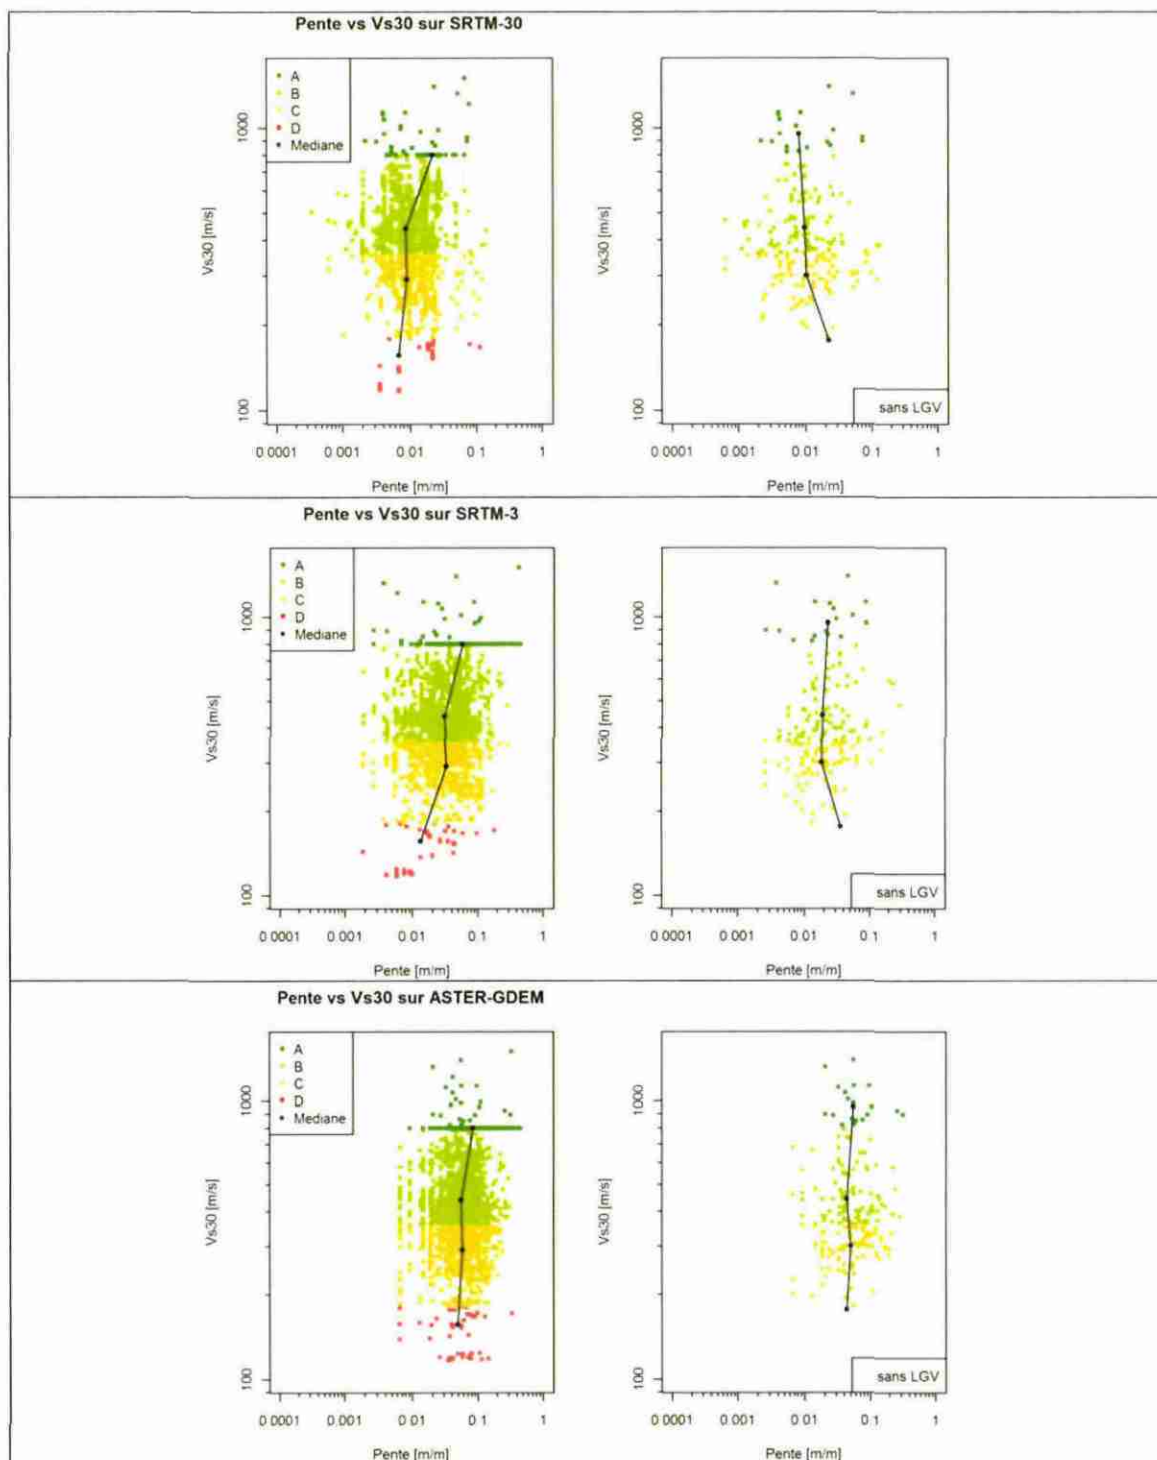 Pente vs Vs30 sur SRTM-30
A
B
C
D
Mediane
1000
100
Vs30 [m/s]
0 0001 0 001 0 01 0 1 1
Pente [m/m]
1000
100
Vs30 [m/s]
sans LGV
0 0001 0 001 0 01 0 1 1
Pente [m/m]
Pente vs Vs30 sur SRTM-3
A
B
C
D
Mediane
1000
100
Vs30 [m/s]
0 0001 0 001 0 01 0 1 1
Pente [m/m]
1000
100
Vs30 [m/s]
sans LGV
0 0001 0 001 0 01 0 1 1
Pente [m/m]
Pente vs Vs30 sur ASTER-GDEM
A
B
C
D
Mediane
1000
100
Vs30 [m/s]
0 0001 0 001 0 01 0 1 1
Pente [m/m]
1000
100
Vs30 [m/s]
sans LGV
0 0001 0 001 0 01 0 1 1
Pente [m/m]